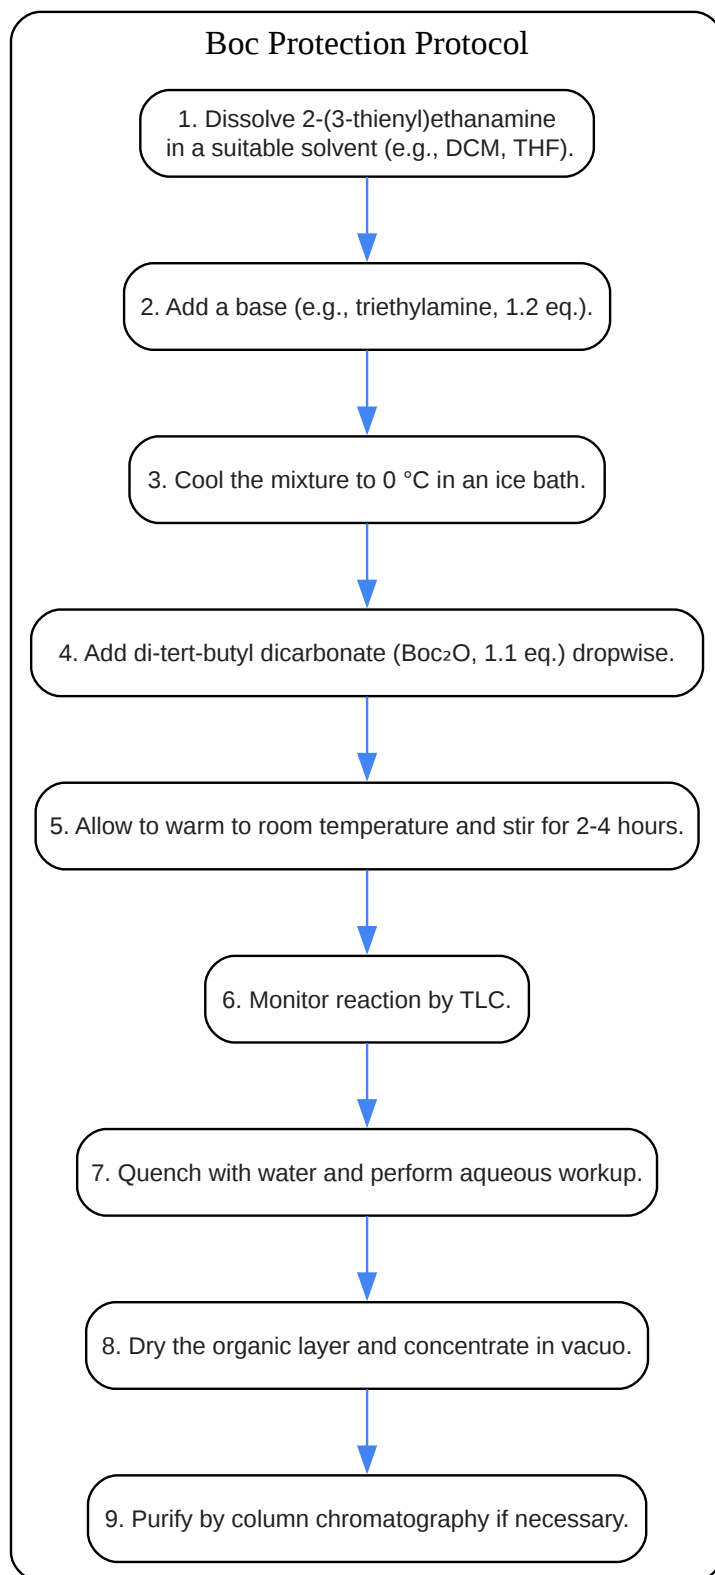 Boc Protection Protocol
1. Dissolve 2-(3-thienyl)ethanamine
in a suitable solvent (e.g., DCM, THF).
2. Add a base (e.g., triethylamine, 1.2 eq.).
3. Cool the mixture to 0 °C in an ice bath.
4. Add di-tert-butyl dicarbonate (Boc₂O, 1.1 eq.) dropwise.
5. Allow to warm to room temperature and stir for 2-4 hours.
6. Monitor reaction by TLC.
7. Quench with water and perform aqueous workup.
8. Dry the organic layer and concentrate in vacuo.
9. Purify by column chromatography if necessary.